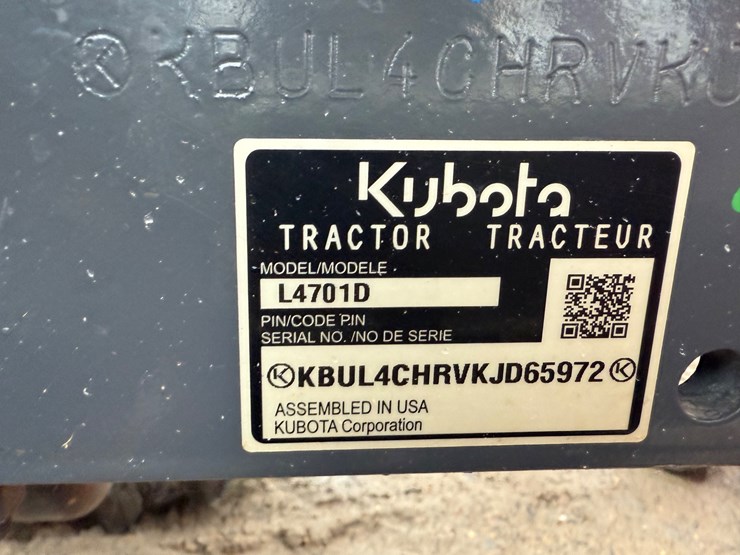 KBUL4CHRVKJ
Kubota
TRACTOR TRACTEUR
MODEL/MODELE
L4701D
PIN/CODE PIN
SERIAL NO. /NO DE SERIE
KBUL4CHRVKJD65972
ASSEMBLED IN USA
KUBOTA Corporation